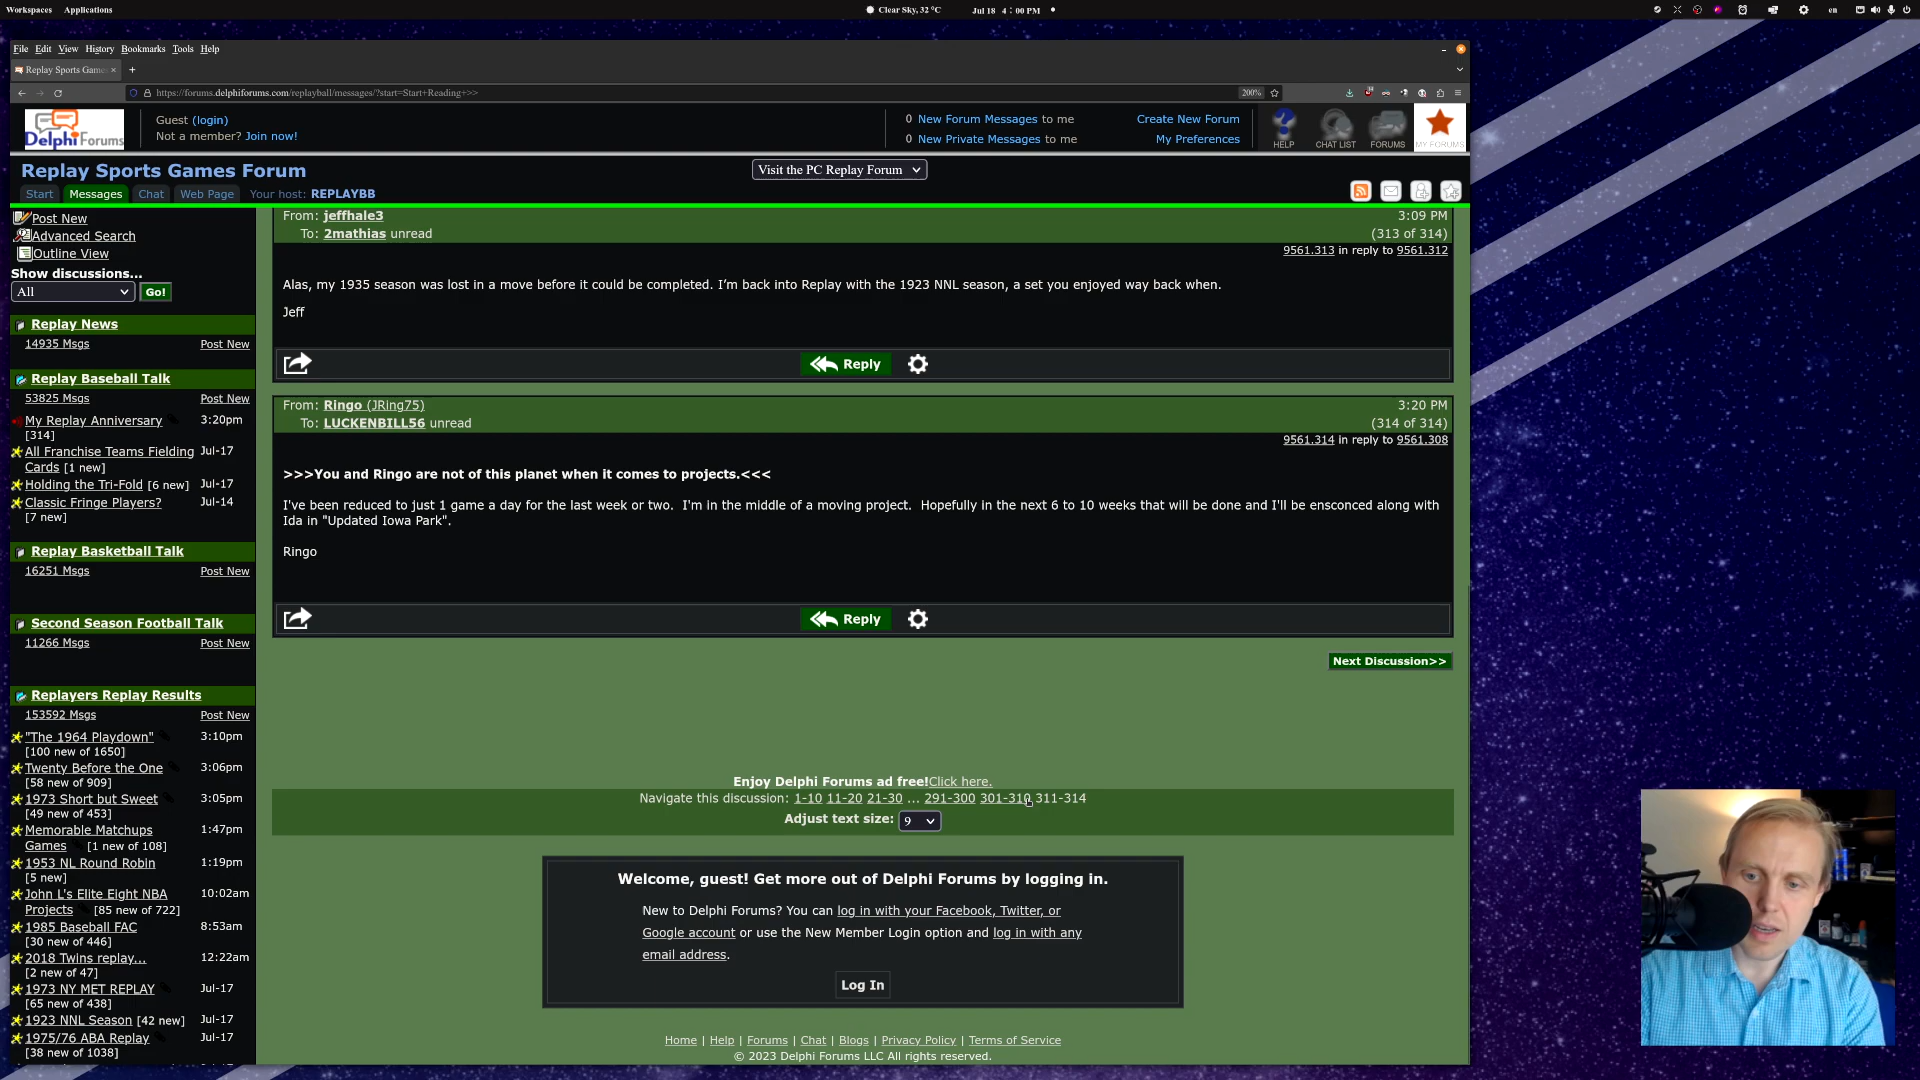 Workspaces Applications
Clear Sky, 32 °C
Jul 18 4:00 PM
en
File Edit View History Bookmarks Tools Help
Replay Sports Game
https://forums.delphiforums.com/replayball/messages/?start=Start+Reading+>>
200%
Delphi Forums
Guest (login)
Not a member? Join now!
0 New Forum Messages to me
0 New Private Messages to me
Create New Forum
My Preferences
HELP
CHAT LIST
FORUMS
MY FORUMS
Replay Sports Games Forum
Visit the PC Replay Forum
Start Messages Chat Web Page Your host: REPLAYBB
Post New
Advanced Search
Outline View
Show discussions...
All Go!
Replay News
14935 Msgs Post New
Replay Baseball Talk
53825 Msgs Post New
My Replay Anniversary 3:20pm
[314]
All Franchise Teams Fielding Jul-17
Cards [1 new]
Holding the Tri-Fold [6 new] Jul-17
Classic Fringe Players? Jul-14
[7 new]
Replay Basketball Talk
16251 Msgs Post New
Second Season Football Talk
11266 Msgs Post New
Replayers Replay Results
153592 Msgs Post New
"The 1964 Playdown" 3:10pm
[100 new of 1650]
Twenty Before the One 3:06pm
[58 new of 909]
1973 Short but Sweet 3:05pm
[49 new of 453]
Memorable Matchups 1:47pm
Games [1 new of 108]
1953 NL Round Robin 1:19pm
[5 new]
John L's Elite Eight NBA 10:02am
Projects [85 new of 722]
1985 Baseball FAC 8:53am
[30 new of 446]
2018 Twins replay... 12:22am
[2 new of 47]
1973 NY MET REPLAY Jul-17
[65 new of 438]
1923 NNL Season [42 new] Jul-17
1975/76 ABA Replay Jul-17
[38 new of 1038]
From: jeffhale3 3:09 PM
To: 2mathias unread (313 of 314)
9561.313 in reply to 9561.312
Alas, my 1935 season was lost in a move before it could be completed. I'm back into Replay with the 1923 NNL season, a set you enjoyed way back when.
Jeff
Reply
From: Ringo (JRing75) 3:20 PM
To: LUCKENBILL56 unread (314 of 314)
9561.314 in reply to 9561.308
>>>You and Ringo are not of this planet when it comes to projects.<<<
I've been reduced to just 1 game a day for the last week or two. I'm in the middle of a moving project. Hopefully in the next 6 to 10 weeks that will be done and I'll be ensconced along with
Ida in "Updated Iowa Park".
Ringo
Reply
Next Discussion>>
Enjoy Delphi Forums ad free!Click here.
Navigate this discussion: 1-10 11-20 21-30 ... 291-300 301-310 311-314
Adjust text size: 9
Welcome, guest! Get more out of Delphi Forums by logging in.
New to Delphi Forums? You can log in with your Facebook, Twitter, or
Google account or use the New Member Login option and log in with any
email address.
Log In
Home | Help | Forums | Chat | Blogs | Privacy Policy | Terms of Service
© 2023 Delphi Forums LLC All rights reserved.